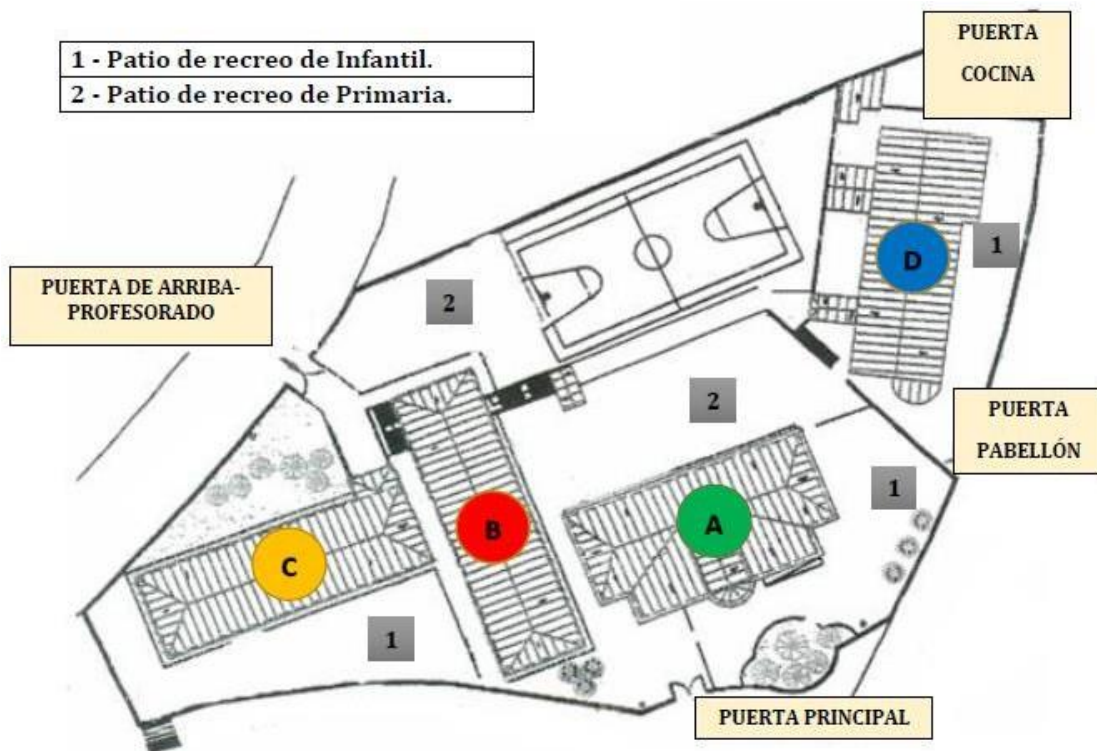 PUERTA
COCINA
1 - Patio de recreo de Infantil.
2 - Patio de recreo de Primaria.
D
1
PUERTA DE ARRIBA-
PROFESORADO
2
2
PUERTA
PABELLÓN
1
A
B
C
1
PUERTA PRINCIPAL